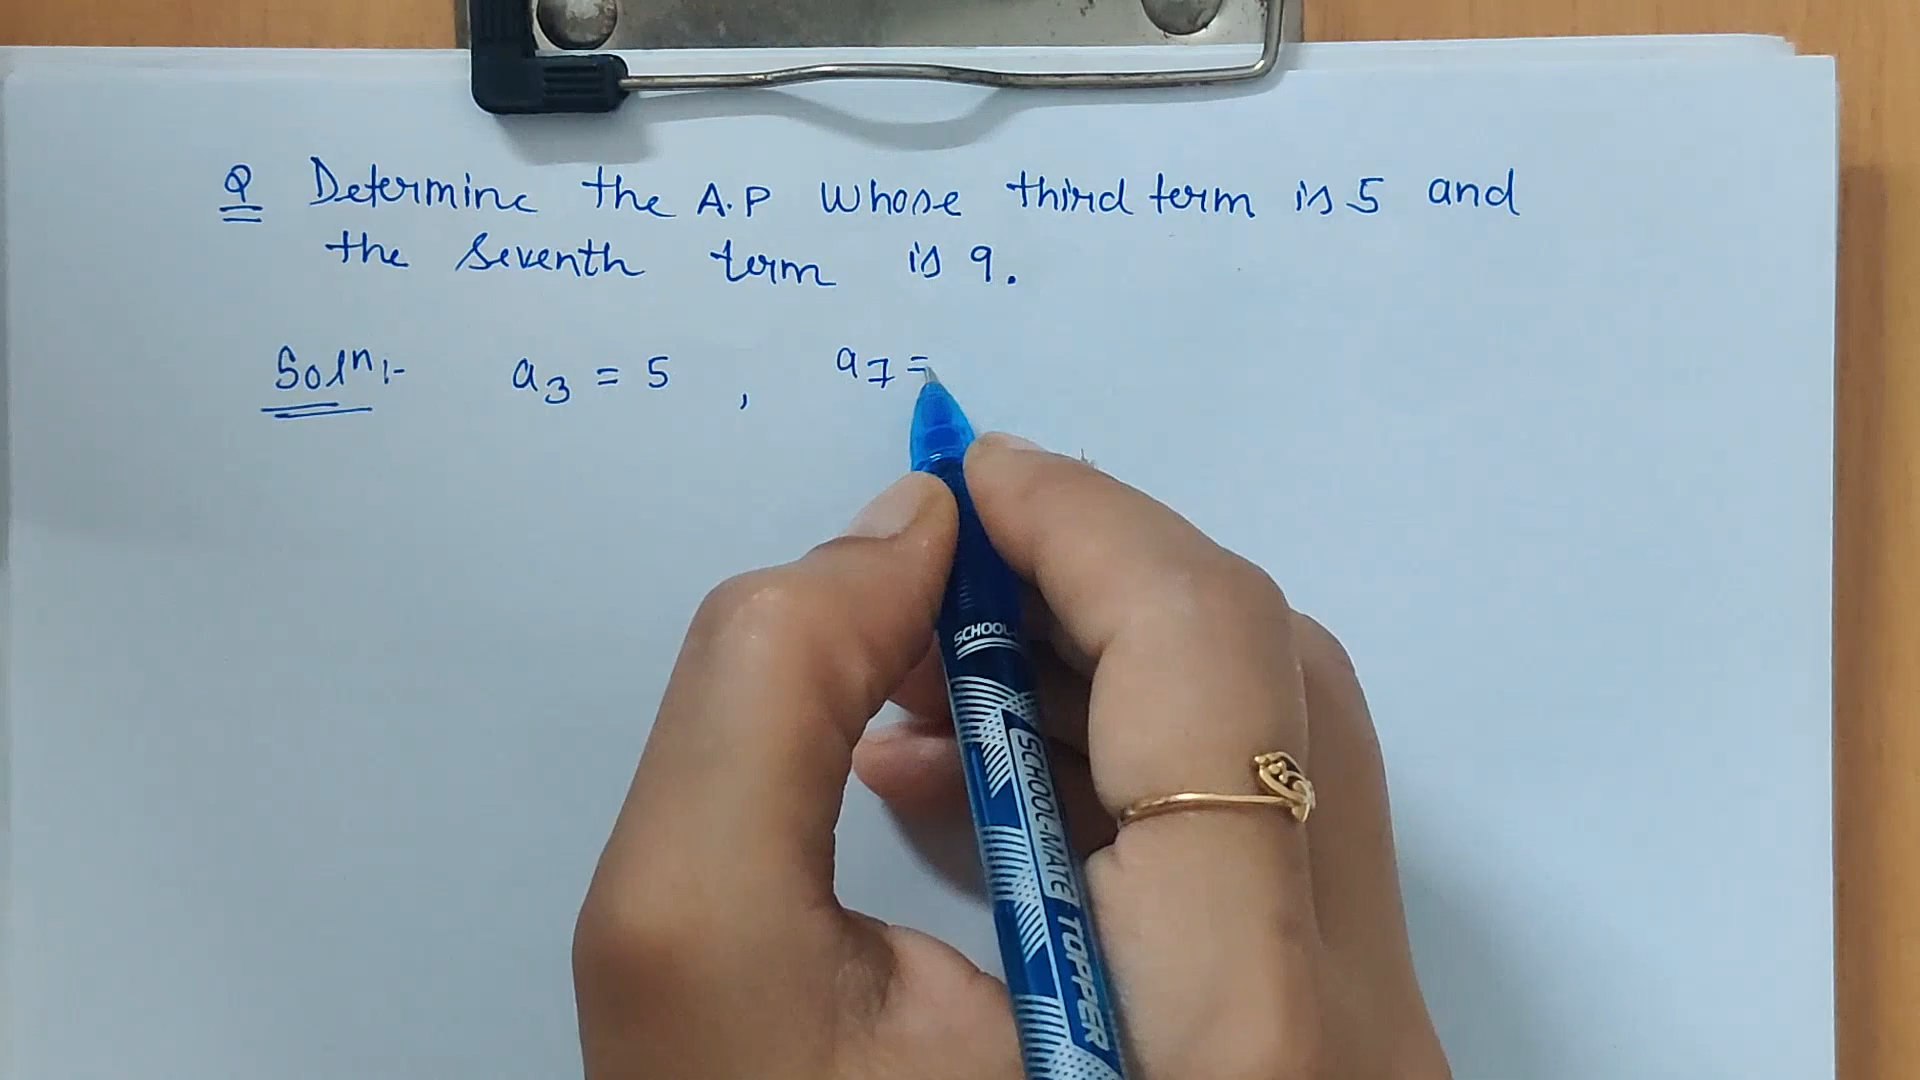 Q Determine the A.P whose third term is 5 and
the seventh term is 9.
Soln:- a3 = 5 , a7 =
SCHOOL-
SCHOOL-MATE TOPPER